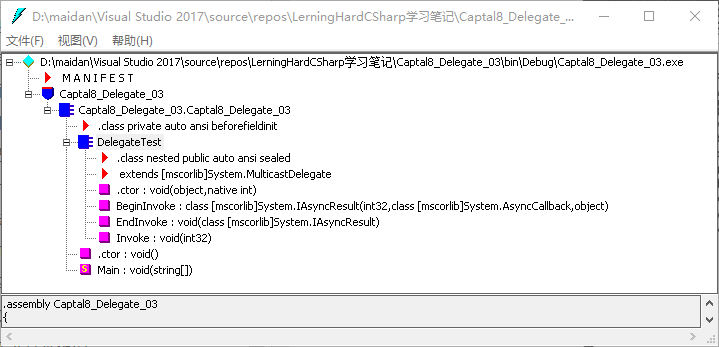 D:\maidan\Visual Studio 2017\source\repos\LerningHardCSharp学习笔记\Captal8_Delegate_...
文件(F) 视图(V) 帮助(H)
D:\maidan\Visual Studio 2017\source\repos\LerningHardCSharp学习笔记\Captal8_Delegate_03\bin\Debug\Captal8_Delegate_03.exe
M A N I F E S T
Captal8_Delegate_03
Captal8_Delegate_03.Captal8_Delegate_03
.class private auto ansi beforefieldinit
DelegateTest
.class nested public auto ansi sealed
extends [mscorlib]System.MulticastDelegate
.ctor : void(object,native int)
BeginInvoke : class [mscorlib]System.IAsyncResult(int32,class [mscorlib]System.AsyncCallback,object)
EndInvoke : void(class [mscorlib]System.IAsyncResult)
Invoke : void(int32)
.ctor : void()
S Main : void(string[])
.assembly Captal8_Delegate_03
{